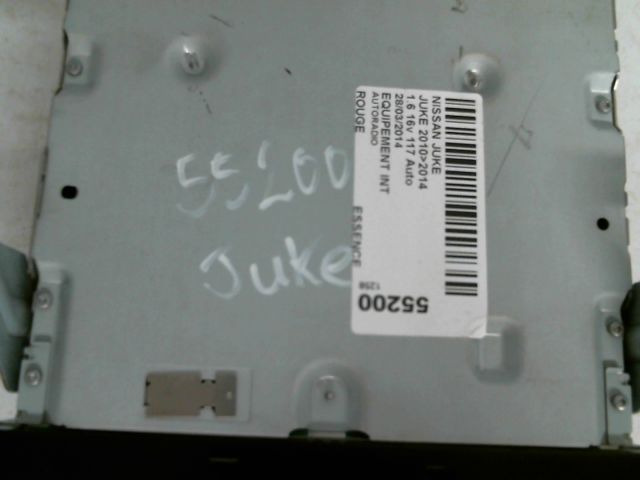 55200
Juke
NISSAN JUKE
JUKE 2010>2014
1.6 16v 117 Auto
28/03/2014
EQUIPEMENT INT
AUTORADIO
ROUGE
ESSENCE
55200
1298